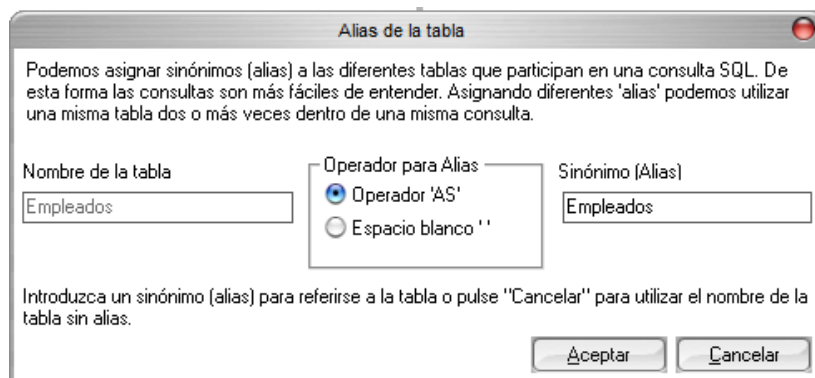 Alias de la tabla
Podemos asignar sinónimos (alias) a las diferentes tablas que participan en una consulta SQL. De
esta forma las consultas son más fáciles de entender. Asignando diferentes 'alias' podemos utilizar
una misma tabla dos o más veces dentro de una misma consulta.
Nombre de la tabla
Empleados
Operador para Alias
Operador 'AS'
Espacio blanco ' '
Sinónimo (Alias)
Empleados
Introduzca un sinónimo (alias) para referirse a la tabla o pulse "Cancelar" para utilizar el nombre de la
tabla sin alias.
Aceptar
Cancelar